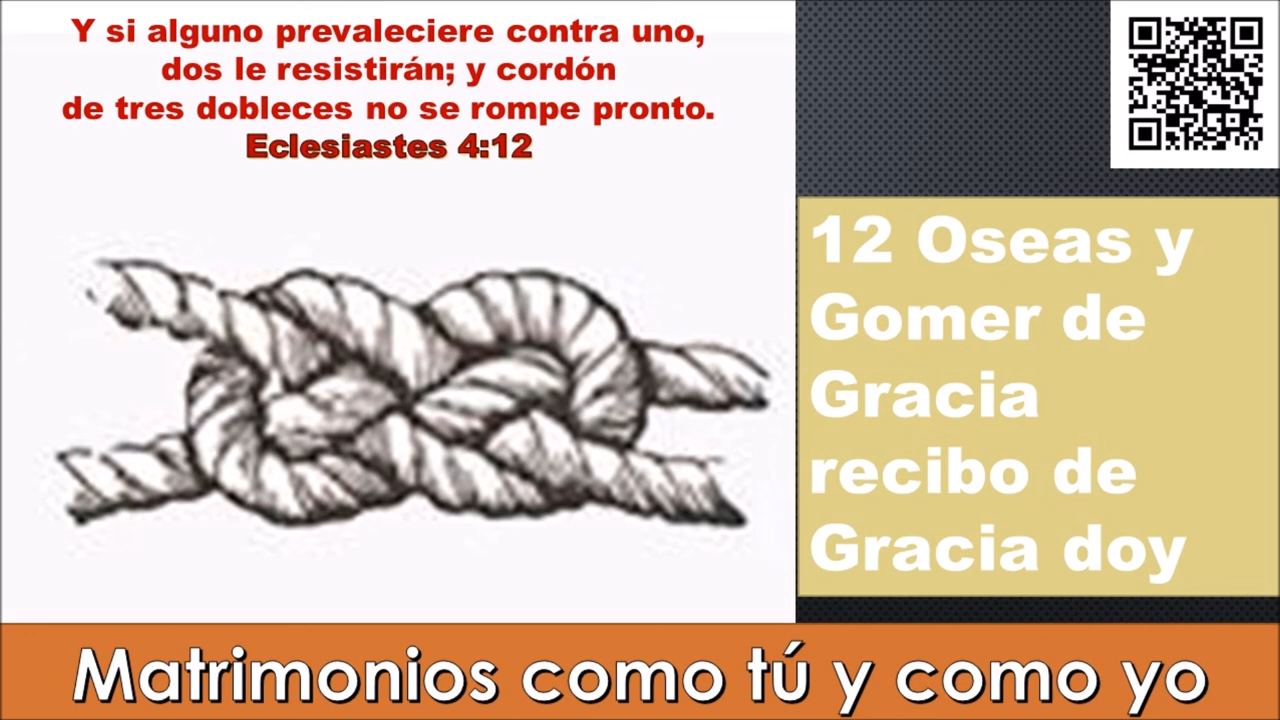 Y si alguno prevaleciere contra uno,
dos le resistirán; y cordón
de tres dobleces no se rompe pronto.
Eclesiastes 4:12
12 Oseas y
Gomer de
Gracia
recibo de
Gracia doy
Matrimonios como tú y como yo